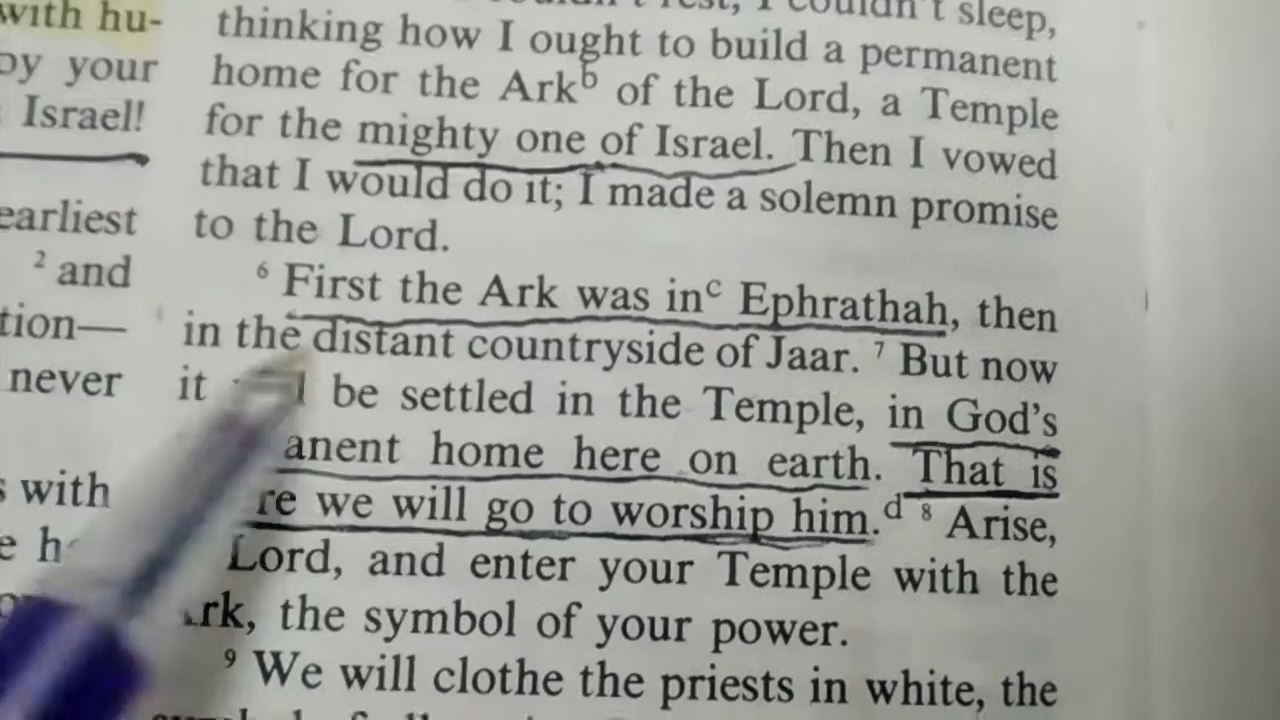 with hu-
by your
Israel!
earliest
² and
tion—
never
with
rest, I couldn't sleep,
thinking how I ought to build a permanent
home for the Arkᵇ of the Lord, a Temple
for the mighty one of Israel. Then I vowed
that I would do it; I made a solemn promise
to the Lord.
⁶ First the Ark was inᶜ Ephrathah, then
in the distant countryside of Jaar. ⁷ But now
it be settled in the Temple, in God's
anent home here on earth. That is
re we will go to worship him.ᵈ ⁸ Arise,
Lord, and enter your Temple with the
rk, the symbol of your power.
⁹ We will clothe the priests in white, the